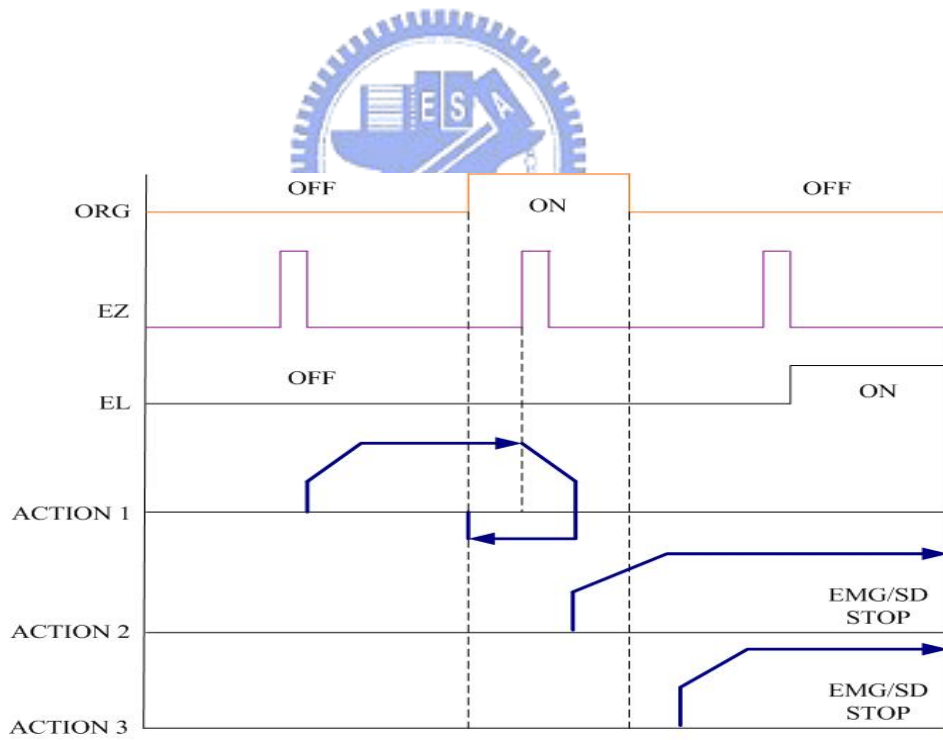 E S A
OFF
OFF
ORG
ON
EZ
OFF
EL
ON
ACTION 1
EMG/SD
STOP
ACTION 2
EMG/SD
STOP
ACTION 3